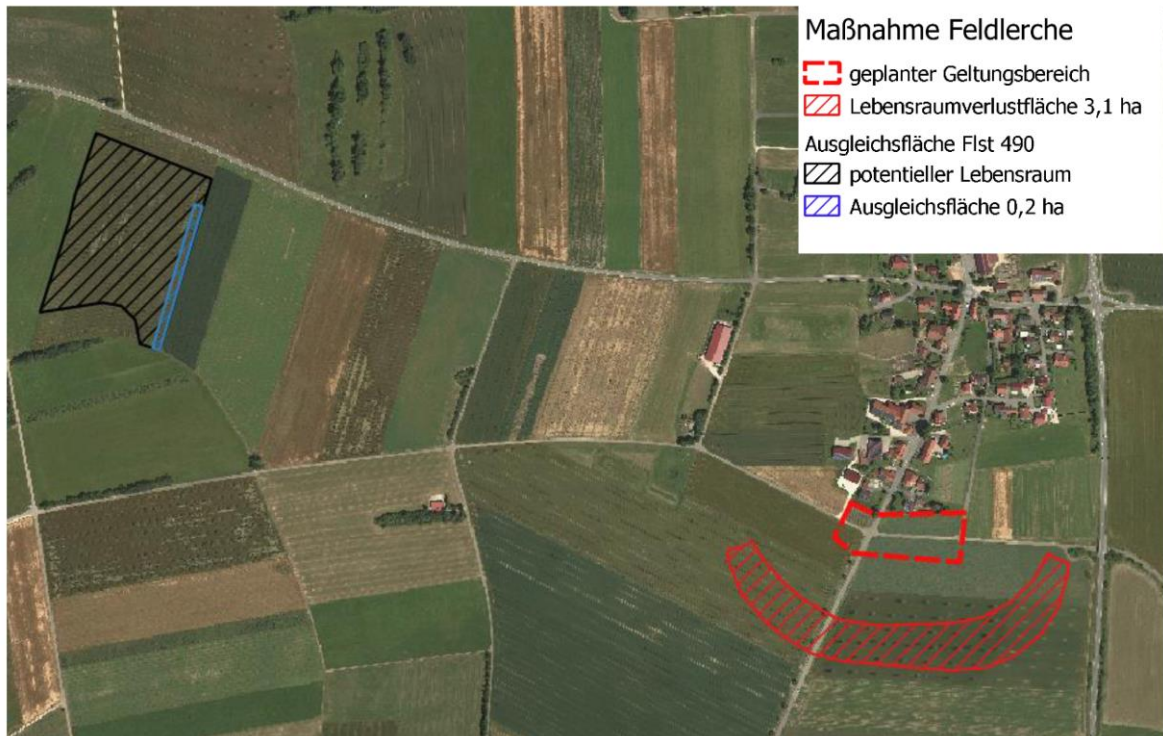 Maßnahme Feldlerche
geplanter Geltungsbereich
Lebensraumverlustfläche 3,1 ha
Ausgleichsfläche Flst 490
potentieller Lebensraum
Ausgleichsfläche 0,2 ha